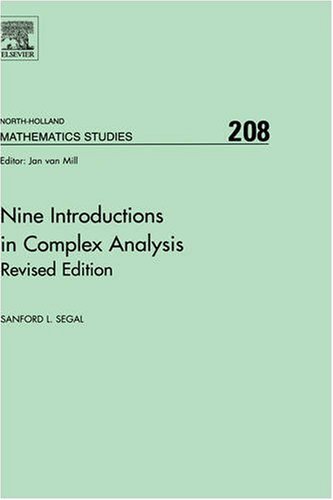 ELSEVIER
NORTH-HOLLAND
MATHEMATICS STUDIES 208
Editor: Jan van Mill
Nine Introductions
in Complex Analysis
Revised Edition
SANFORD L. SEGAL